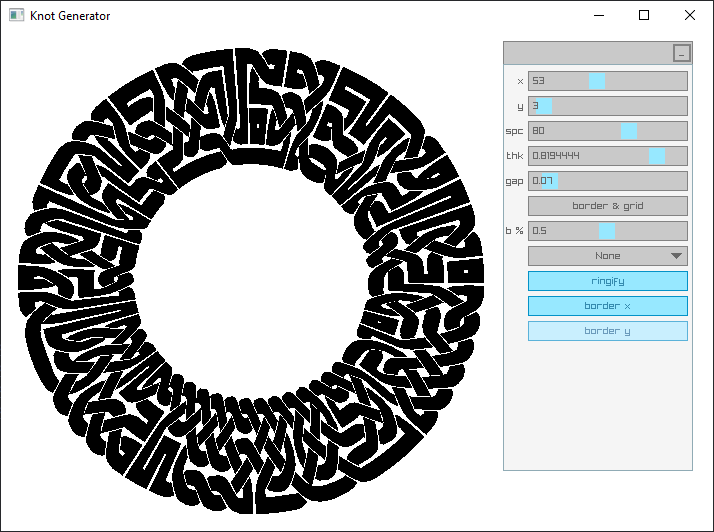 Knot Generator
x 53
y 3
spc 80
thk 0.8194444
gap 0.07
border & grid
b % 0.5
None
ringify
border x
border y